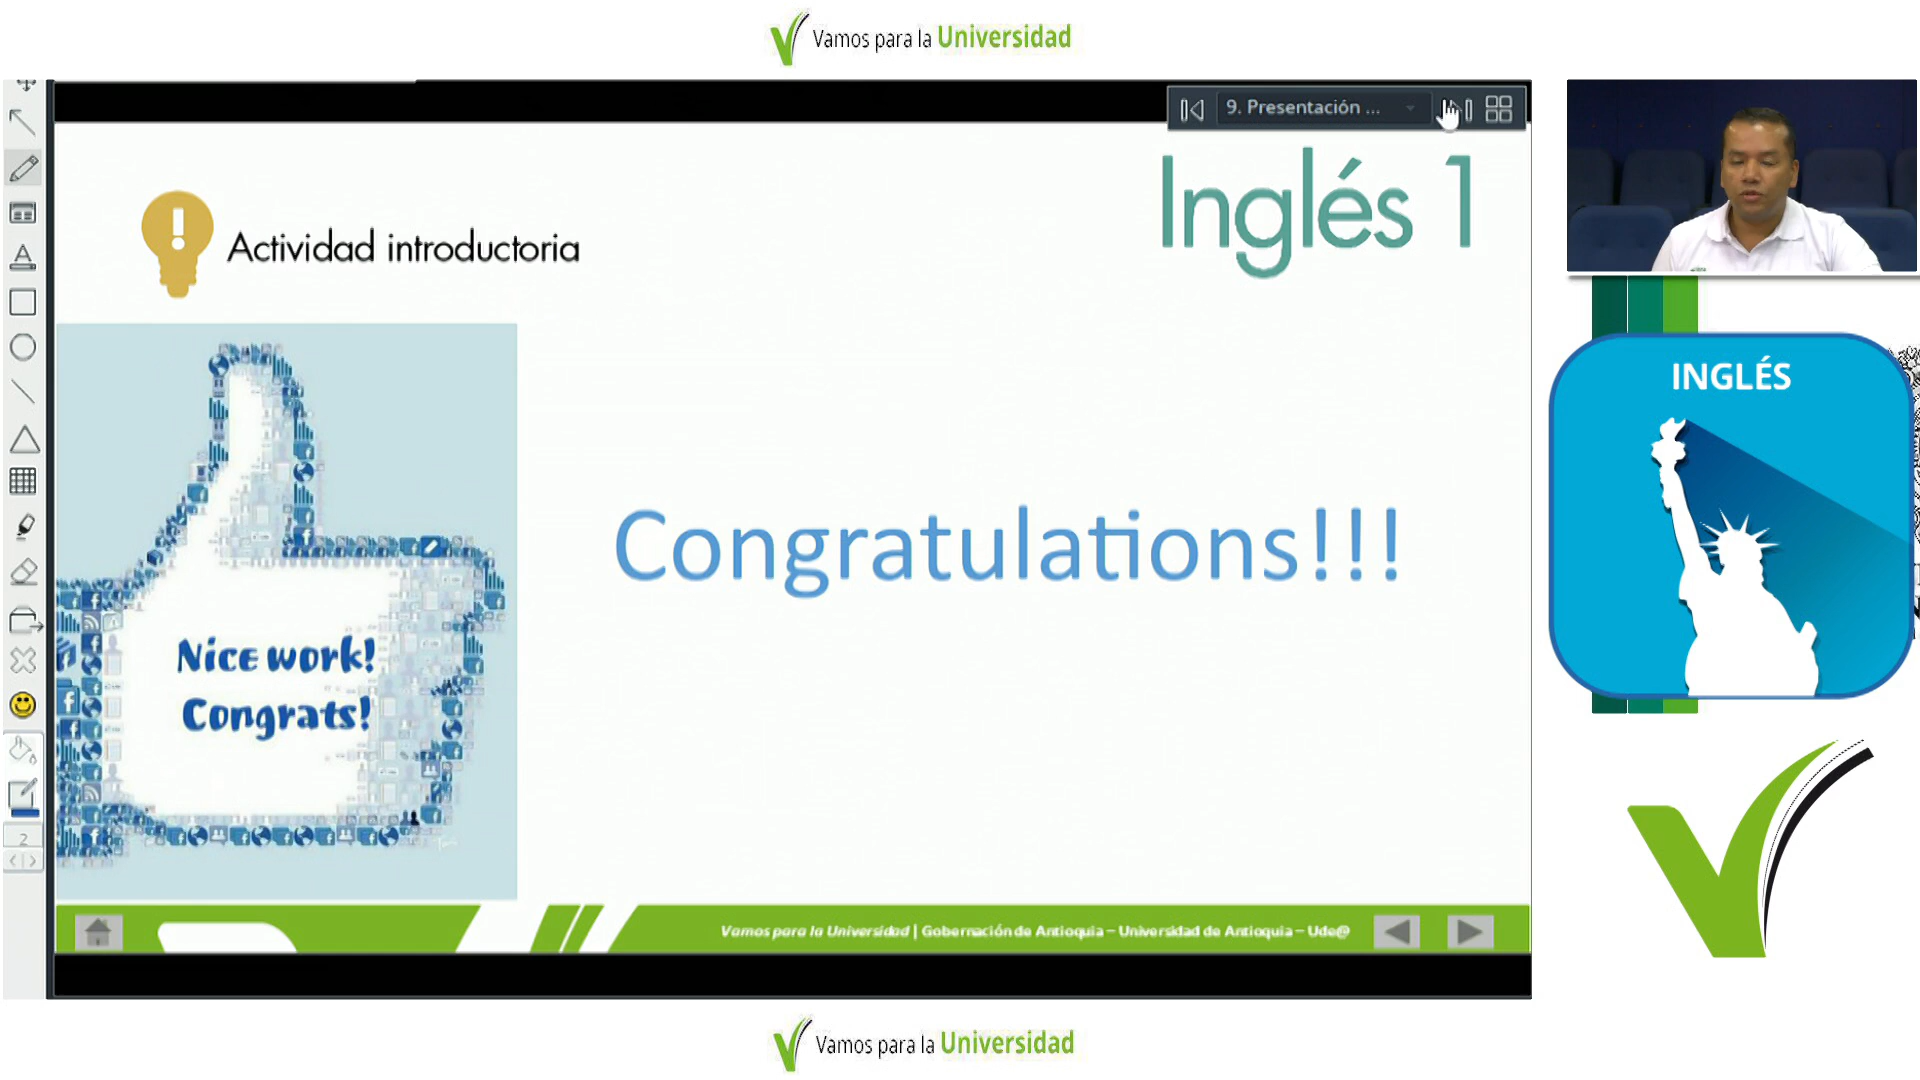 Vamos para la Universidad
9. Presentación ...
Inglés 1
Actividad introductoria
INGLÉS
Congratulations!!!
Nice work!
Congrats!
2
Vamos para la Universidad | Gobernación de Antioquia – Universidad de Antioquia – Ude@
Vamos para la Universidad